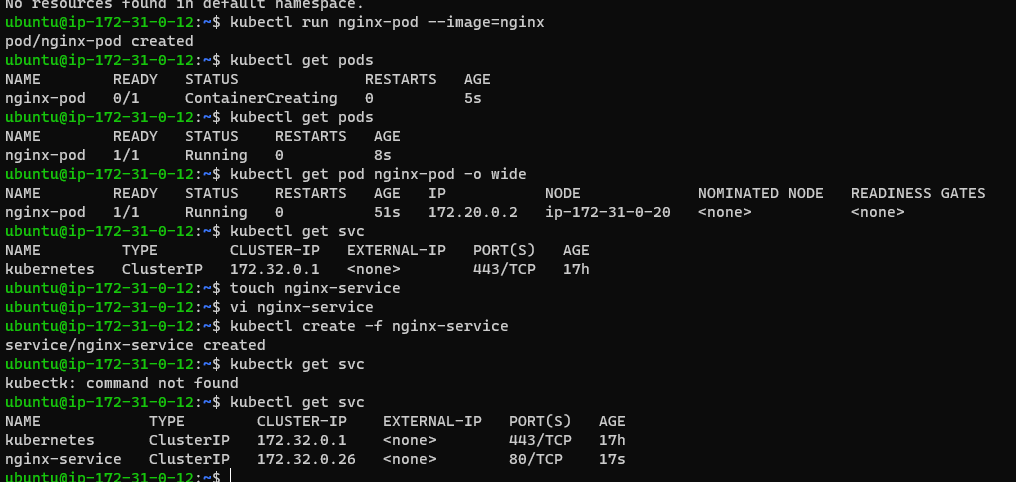 No resources found in default namespace.
ubuntu@ip-172-31-0-12:~$ kubectl run nginx-pod --image=nginx
pod/nginx-pod created
ubuntu@ip-172-31-0-12:~$ kubectl get pods
NAME        READY   STATUS              RESTARTS   AGE
nginx-pod   0/1     ContainerCreating   0          5s
ubuntu@ip-172-31-0-12:~$ kubectl get pods
NAME        READY   STATUS    RESTARTS   AGE
nginx-pod   1/1     Running   0          8s
ubuntu@ip-172-31-0-12:~$ kubectl get pod nginx-pod -o wide
NAME        READY   STATUS    RESTARTS   AGE   IP           NODE             NOMINATED NODE   READINESS GATES
nginx-pod   1/1     Running   0          51s   172.20.0.2   ip-172-31-0-20   <none>           <none>
ubuntu@ip-172-31-0-12:~$ kubectl get svc
NAME         TYPE        CLUSTER-IP   EXTERNAL-IP   PORT(S)   AGE
kubernetes   ClusterIP   172.32.0.1   <none>        443/TCP   17h
ubuntu@ip-172-31-0-12:~$ touch nginx-service
ubuntu@ip-172-31-0-12:~$ vi nginx-service
ubuntu@ip-172-31-0-12:~$ kubectl create -f nginx-service
service/nginx-service created
ubuntu@ip-172-31-0-12:~$ kubectk get svc
kubectk: command not found
ubuntu@ip-172-31-0-12:~$ kubectl get svc
NAME            TYPE        CLUSTER-IP    EXTERNAL-IP   PORT(S)   AGE
kubernetes      ClusterIP   172.32.0.1    <none>        443/TCP   17h
nginx-service   ClusterIP   172.32.0.26   <none>        80/TCP    17s
ubuntu@ip-172-31-0-12:~$